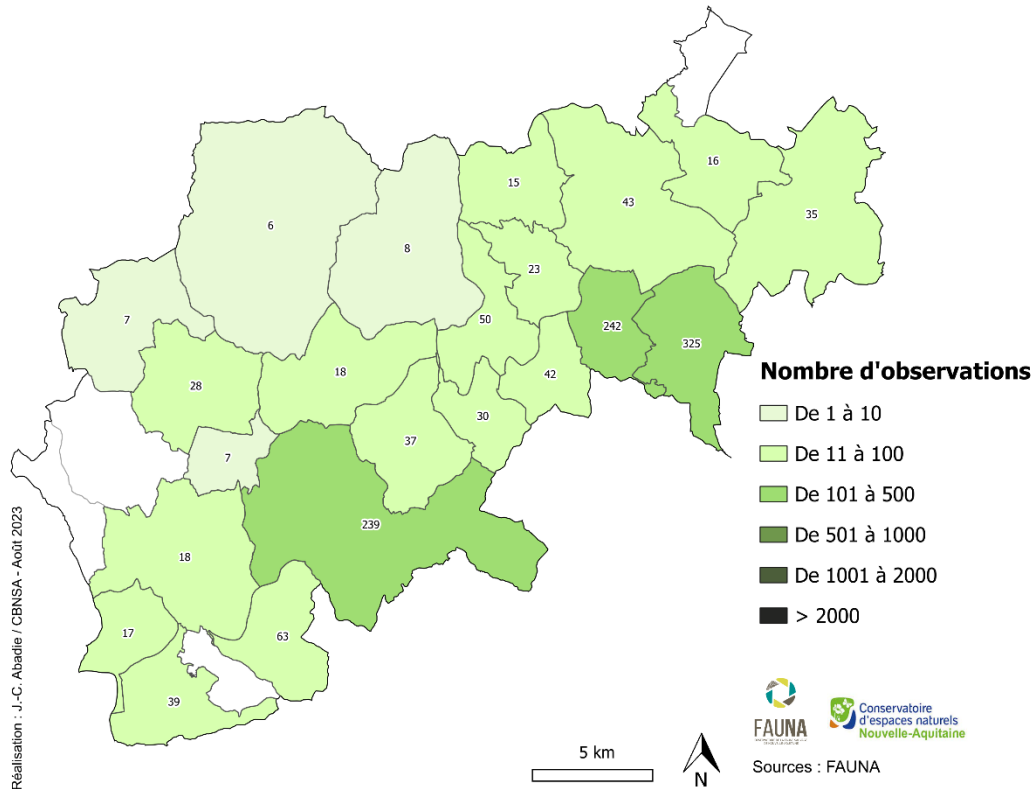 16
15
43
35
6
8
23
7
50
242
325
18
42
28
30
37
7
239
18
17
63
39
Nombre d'observations
De 1 à 10
De 11 à 100
De 101 à 500
De 501 à 1000
De 1001 à 2000
> 2000
FAUNA
Conservatoire
d'espaces naturels
Nouvelle-Aquitaine
5 km
N
Sources : FAUNA
Réalisation : J.-C. Abadie / CBNSA - Août 2023